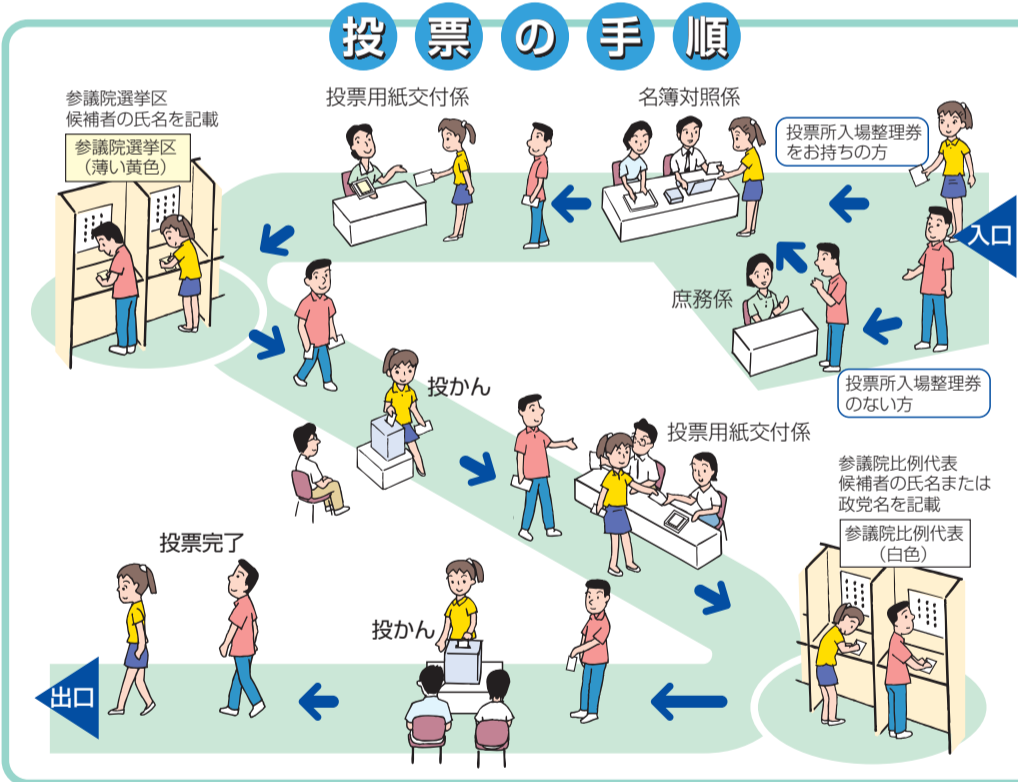 投票の手順
入口
投票所入場整理券
をお持ちの方
投票所入場整理券
のない方
庶務係
名簿対照係
投票用紙交付係
参議院選挙区
候補者の氏名を記載
参議院選挙区
(薄い黄色)
投かん
投票用紙交付係
参議院比例代表
候補者の氏名または
政党名を記載
参議院比例代表
(白色)
投かん
投票完了
出口